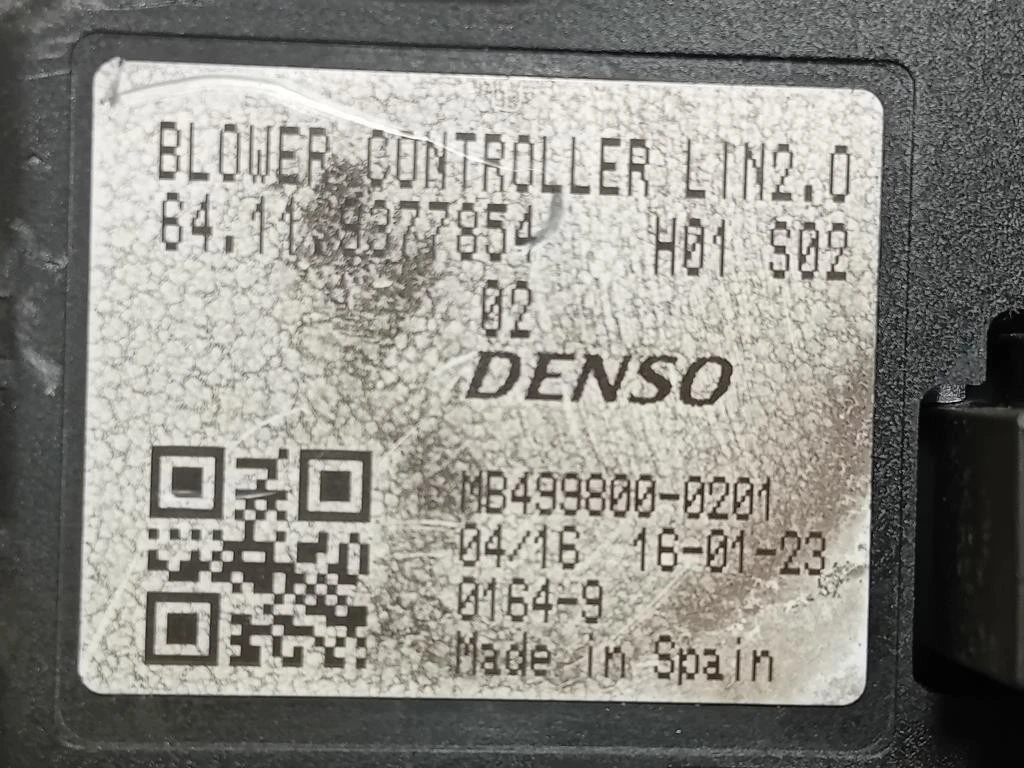 BLOWER CONTROLLER LIN2.0
64.11.9377854 H01 S02
02
DENSO
MB499800-0201
04/16 16-01-23
0164-9
Made in Spain